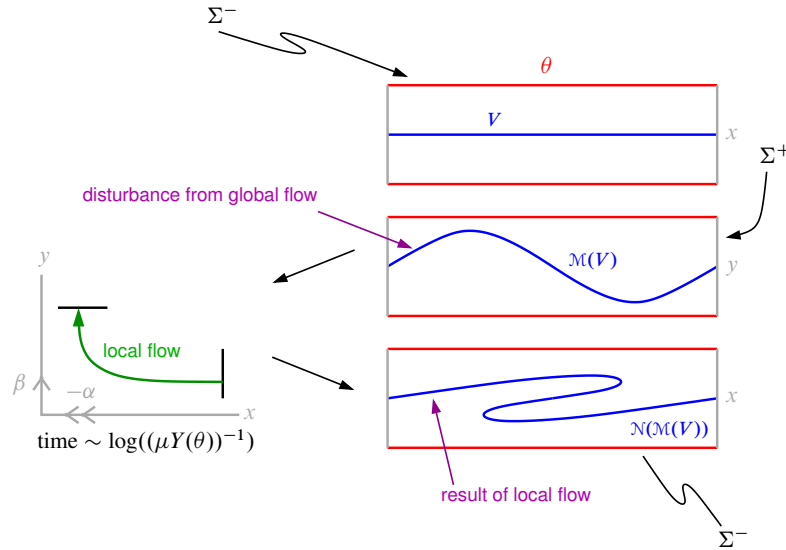 Σ⁻
θ
V
x
Σ⁺
disturbance from global flow
ℳ(V)
y
y
local flow
β
−α
x
time ∼ log((μY(θ))⁻¹)
x
𝒩(ℳ(V))
result of local flow
Σ⁻